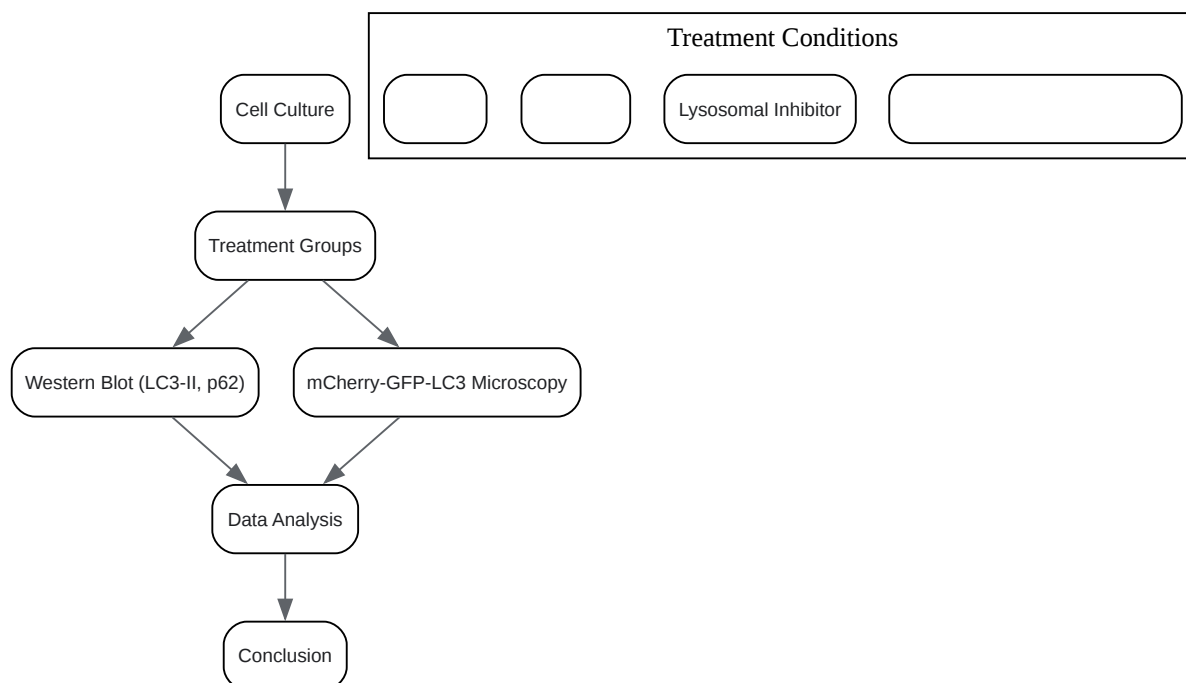 Treatment Conditions
Cell Culture
Lysosomal Inhibitor
Treatment Groups
Western Blot (LC3-II, p62)
mCherry-GFP-LC3 Microscopy
Data Analysis
Conclusion